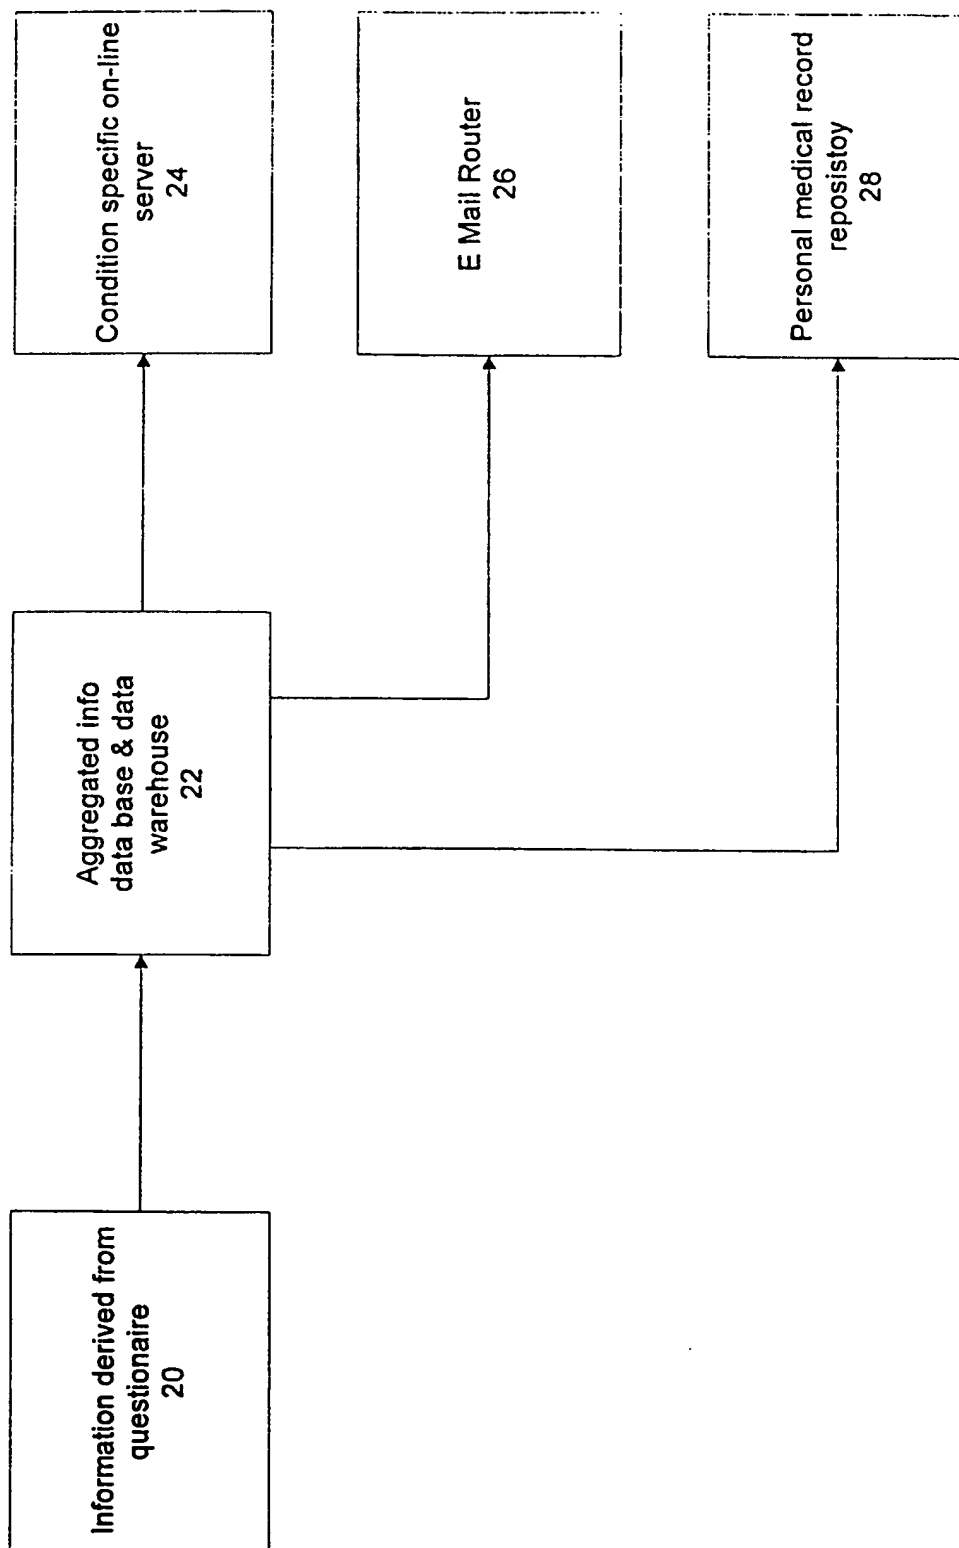 Information derived from
questionaire
20
Aggregated info
data base & data
warehouse
22
Condition specific on-line
server
24
E Mail Router
26
Personal medical record
reposistoy
28